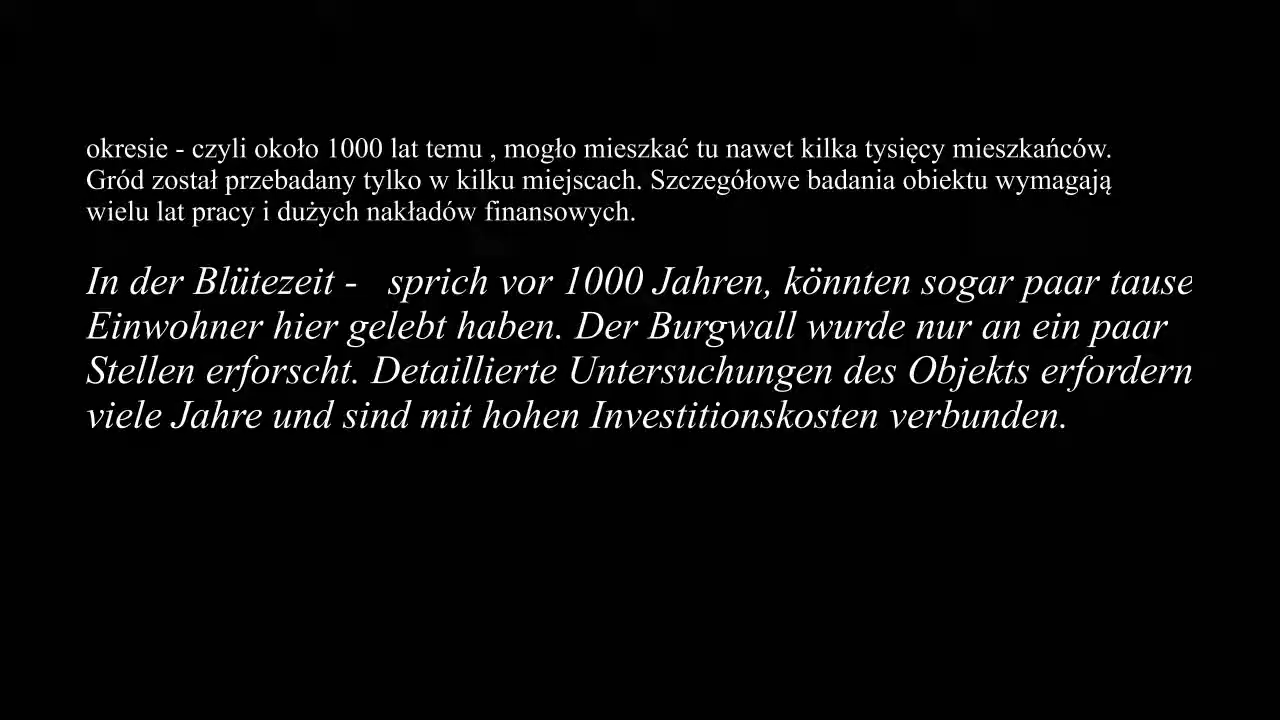 okresie - czyli około 1000 lat temu , mogło mieszkać tu nawet kilka tysięcy mieszkańców.
Gród został przebadany tylko w kilku miejscach. Szczegółowe badania obiektu wymagają
wielu lat pracy i dużych nakładów finansowych.
In der Blütezeit - sprich vor 1000 Jahren, könnten sogar paar tause
Einwohner hier gelebt haben. Der Burgwall wurde nur an ein paar
Stellen erforscht. Detaillierte Untersuchungen des Objekts erfordern
viele Jahre und sind mit hohen Investitionskosten verbunden.